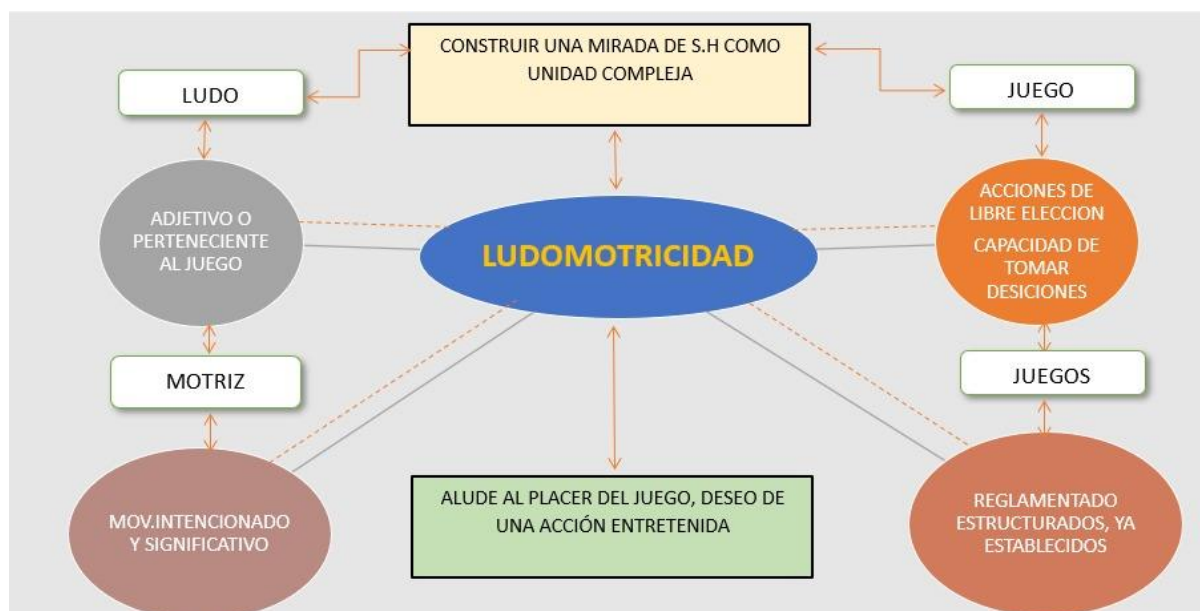 CONSTRUIR UNA MIRADA DE S.H COMO
UNIDAD COMPLEJA
LUDO
JUEGO
ADJETIVO O
PERTENECIENTE
AL JUEGO
LUDOMOTRICIDAD
ACCIONES DE
LIBRE ELECCION
CAPACIDAD DE
TOMAR
DESICIONES
MOTRIZ
JUEGOS
MOV.INTENCIONADO
Y SIGNIFICATIVO
ALUDE AL PLACER DEL JUEGO, DESEO DE
UNA ACCIÓN ENTRETENIDA
REGLAMENTADO
ESTRUCTURADOS, YA
ESTABLECIDOS